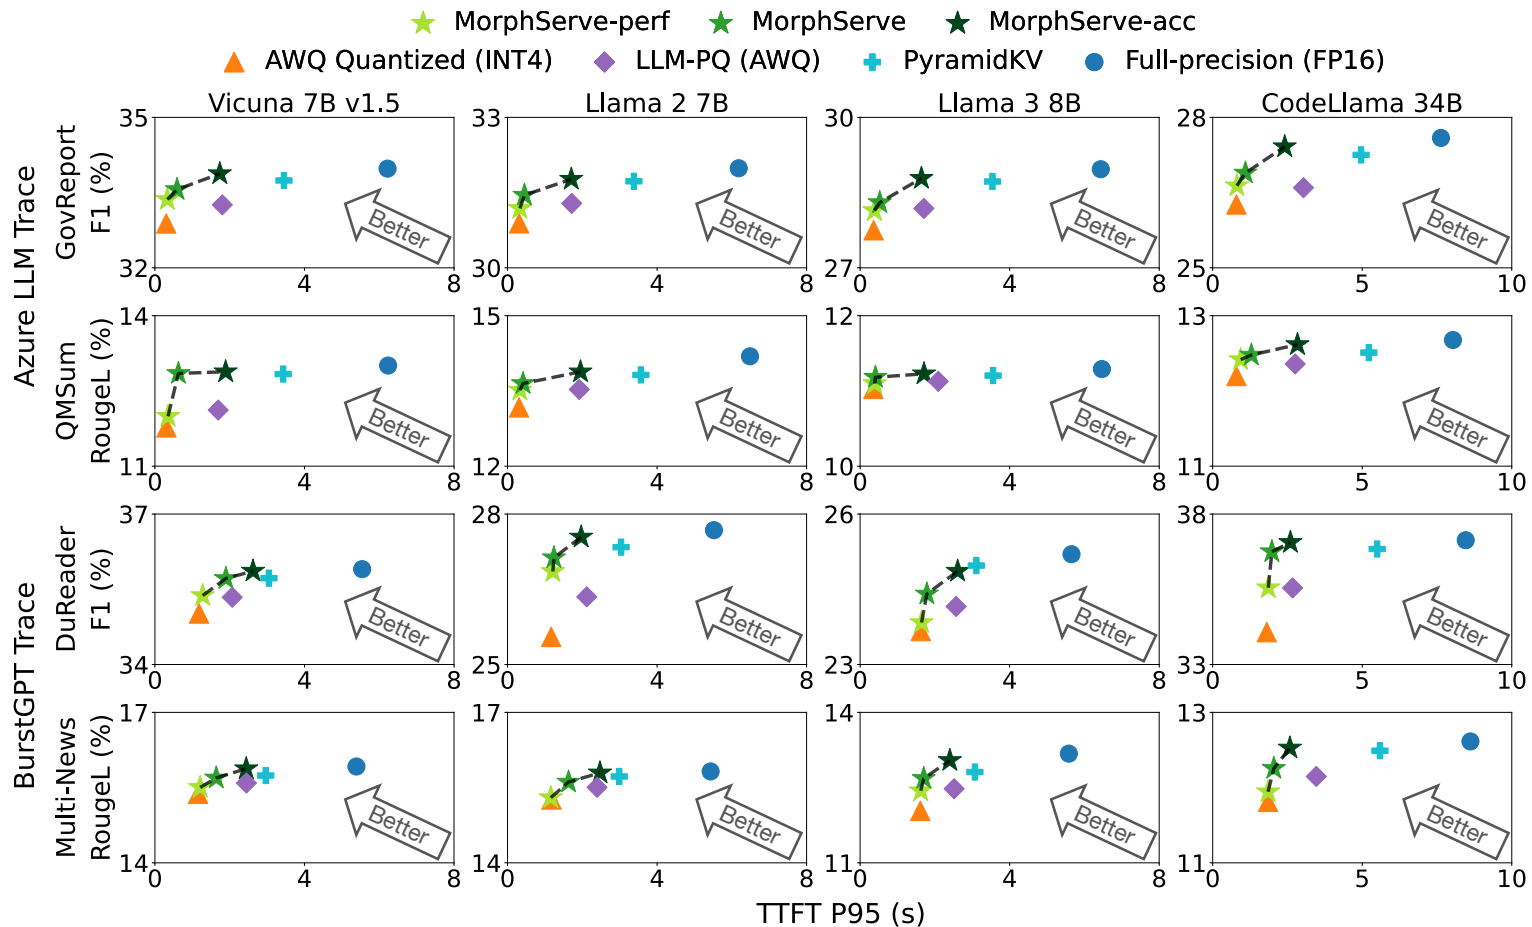 MorphServe-perf MorphServe MorphServe-acc
AWQ Quantized (INT4) LLM-PQ (AWQ) PyramidKV Full-precision (FP16)
Vicuna 7B v1.5 Llama 2 7B Llama 3 8B CodeLlama 34B
Azure LLM Trace
GovReport
F1 (%)
35 33 30 28
Better Better Better Better
32 30 27 25
0 4 8 0 4 8 0 4 8 0 5 10
QMSum
RougeL (%)
14 15 12 13
Better Better Better Better
11 12 10 11
0 4 8 0 4 8 0 4 8 0 5 10
BurstGPT Trace
DuReader
F1 (%)
37 28 26 38
Better Better Better Better
34 25 23 33
0 4 8 0 4 8 0 4 8 0 5 10
Multi-News
RougeL (%)
17 17 14 13
Better Better Better Better
14 14 11 11
0 4 8 0 4 8 0 4 8 0 5 10
TTFT P95 (s)